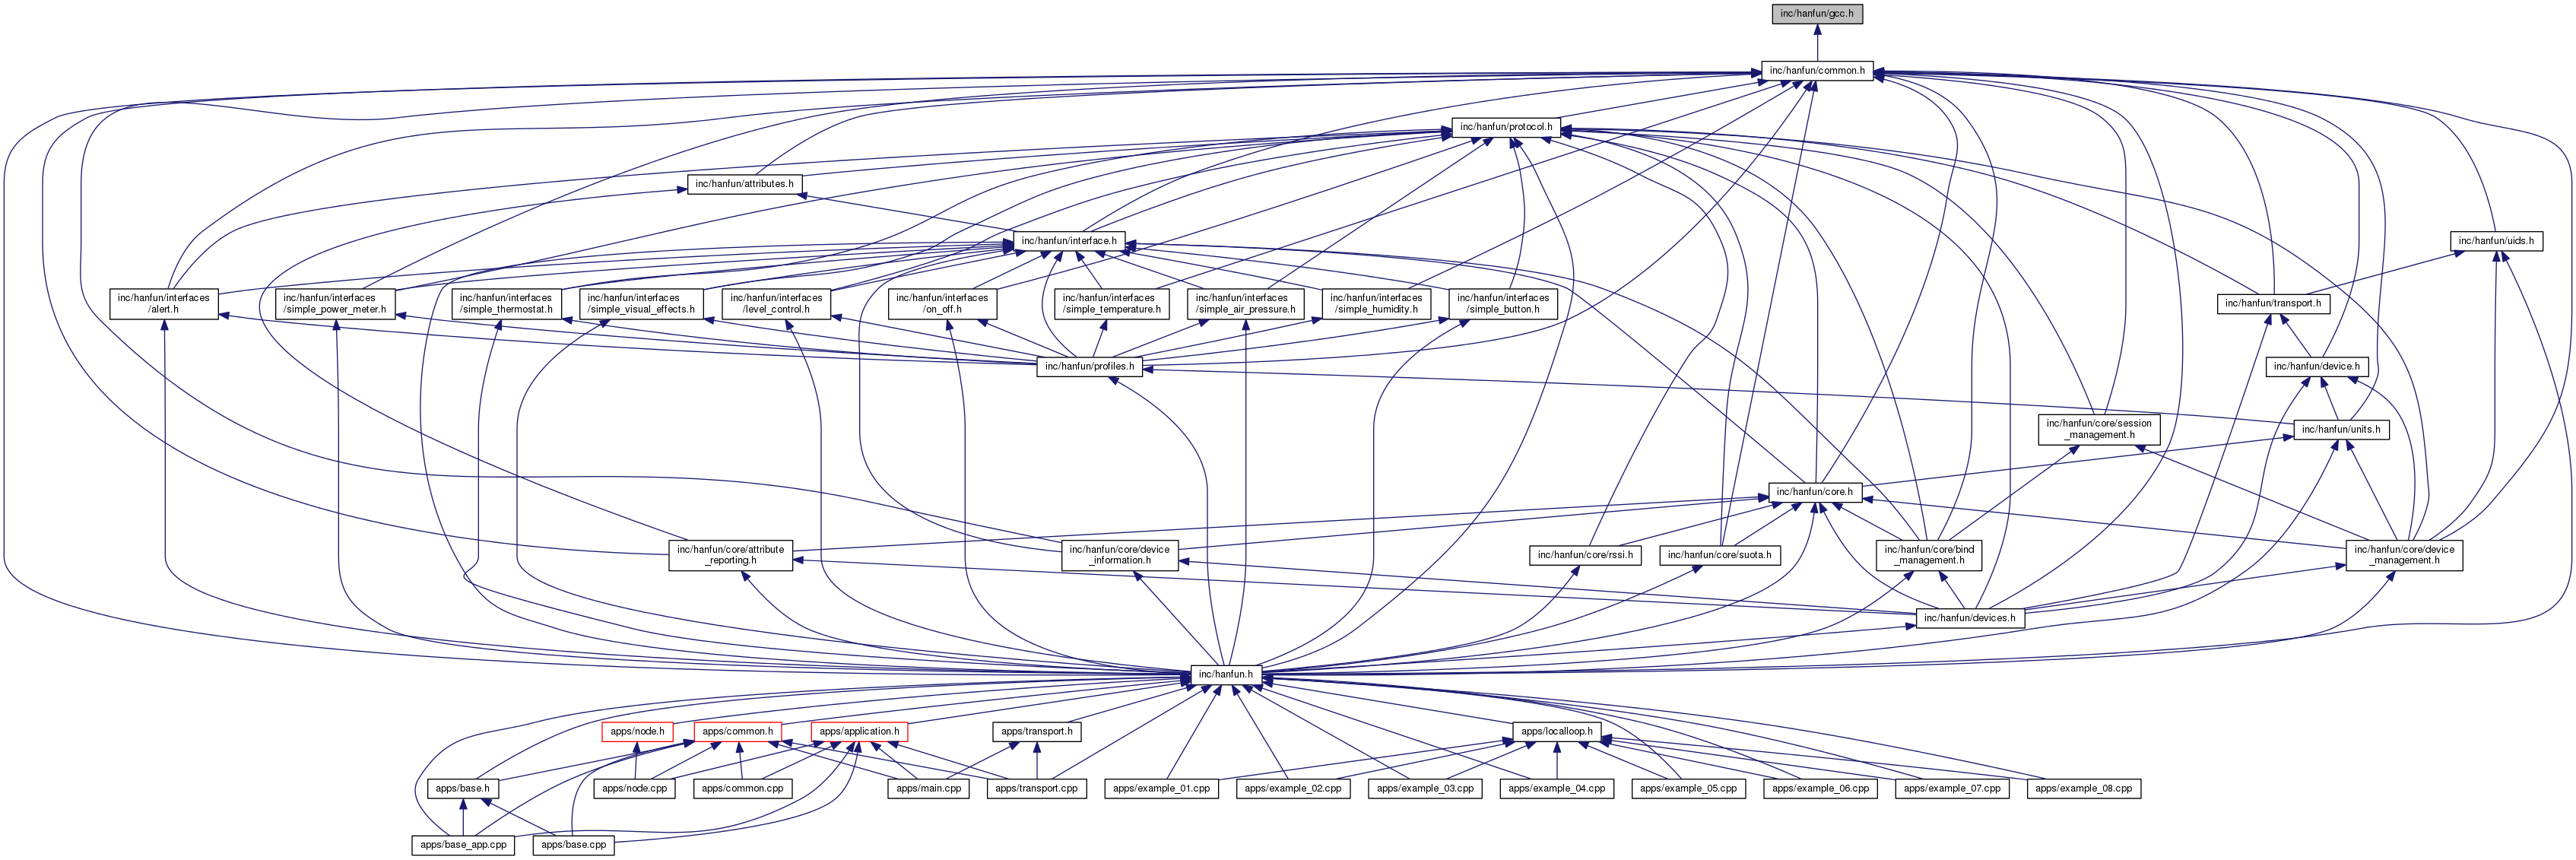 inc/hanfun/gcc.h
inc/hanfun/common.h
inc/hanfun/protocol.h
inc/hanfun/attributes.h
inc/hanfun/interface.h
inc/hanfun/uids.h
inc/hanfun/interfaces
/alert.h
inc/hanfun/interfaces
/simple_power_meter.h
inc/hanfun/interfaces
/simple_thermostat.h
inc/hanfun/interfaces
/simple_visual_effects.h
inc/hanfun/interfaces
/level_control.h
inc/hanfun/interfaces
/on_off.h
inc/hanfun/interfaces
/simple_temperature.h
inc/hanfun/interfaces
/simple_air_pressure.h
inc/hanfun/interfaces
/simple_humidity.h
inc/hanfun/interfaces
/simple_button.h
inc/hanfun/transport.h
inc/hanfun/profiles.h
inc/hanfun/device.h
inc/hanfun/core/session
_management.h
inc/hanfun/units.h
inc/hanfun/core.h
inc/hanfun/core/attribute
_reporting.h
inc/hanfun/core/device
_information.h
inc/hanfun/core/rssi.h
inc/hanfun/core/suota.h
inc/hanfun/core/bind
_management.h
inc/hanfun/core/device
_management.h
inc/hanfun/devices.h
inc/hanfun.h
apps/node.h
apps/common.h
apps/application.h
apps/transport.h
apps/localloop.h
apps/base.h
apps/node.cpp
apps/common.cpp
apps/main.cpp
apps/transport.cpp
apps/example_01.cpp
apps/example_02.cpp
apps/example_03.cpp
apps/example_04.cpp
apps/example_05.cpp
apps/example_06.cpp
apps/example_07.cpp
apps/example_08.cpp
apps/base_app.cpp
apps/base.cpp